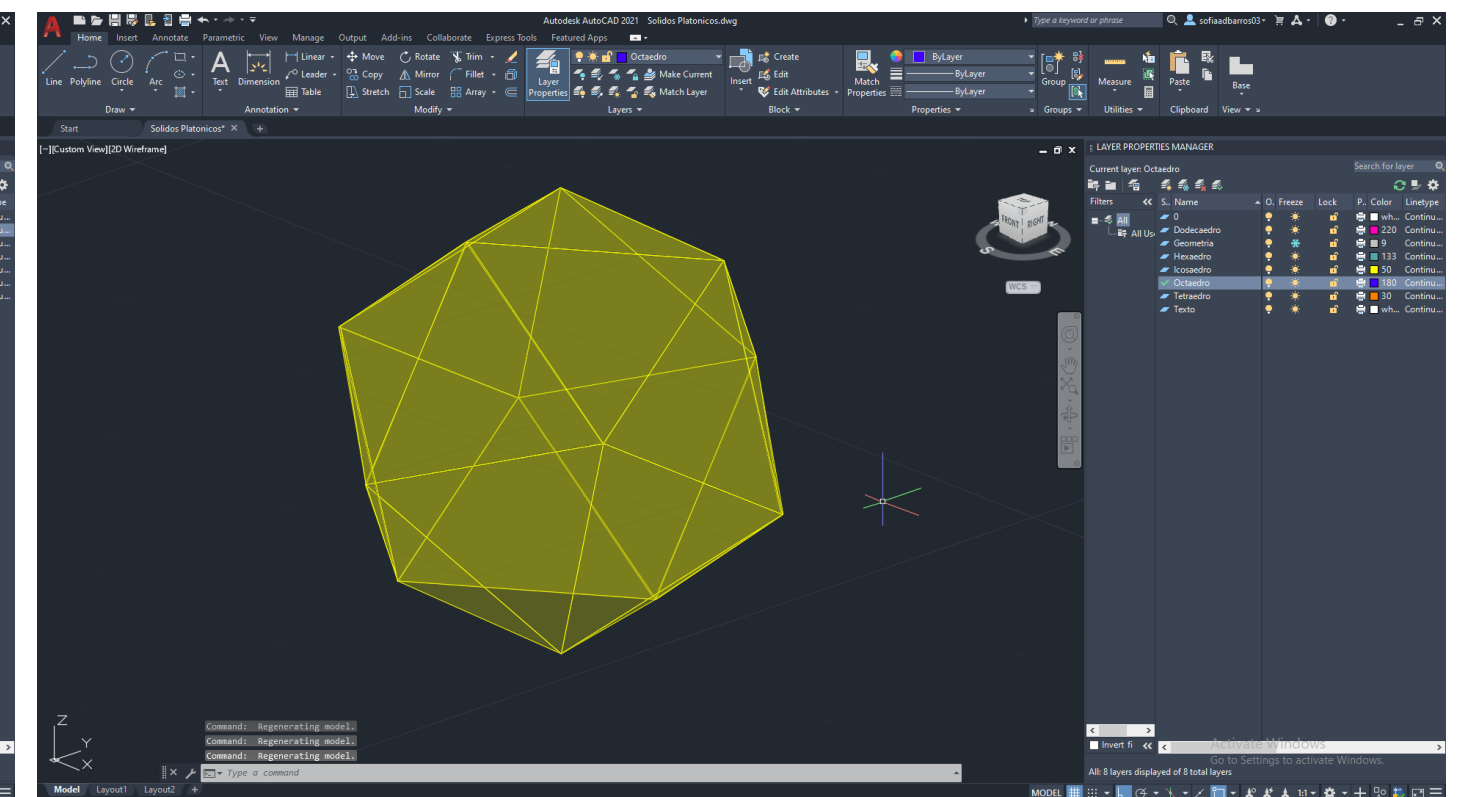 Autodesk AutoCAD 2021 Solidos Platonicos.dwg
Type a keyword or phrase
sofiaadbarros03
Home Insert Annotate Parametric View Manage Output Add-ins Collaborate Express Tools Featured Apps
Line Polyline Circle Arc
Draw
Text Dimension
Linear
Leader
Table
Annotation
Move Rotate Trim
Copy Mirror Fillet
Stretch Scale Array
Modify
Layer Properties
Octaedro
Make Current
Match Layer
Layers
Insert
Create
Edit
Edit Attributes
Block
Match Properties
ByLayer
ByLayer
ByLayer
Properties
Group
Groups
Measure
Utilities
Paste
Clipboard
Base
View
Start Solidos Platonicos* +
[−][Custom View][2D Wireframe]
FRONT RIGHT
S E
WCS
LAYER PROPERTIES MANAGER
Current layer: Octaedro
Search for layer
Filters
All
All Us
S.. Name O. Freeze Lock P.. Color Linetype
0 wh... Continu...
Dodecaedro 220 Continu...
Geometria 9 Continu...
Hexaedro 133 Continu...
Icosaedro 50 Continu...
Octaedro 180 Continu...
Tetraedro 30 Continu...
Texto wh... Continu...
Invert fi
Activate Windows
Go to Settings to activate Windows.
All: 8 layers displayed of 8 total layers
Z
Y
X
Command: Regenerating model.
Command: Regenerating model.
Command: Regenerating model.
Type a command
Model Layout1 Layout2 +
MODEL 1:1